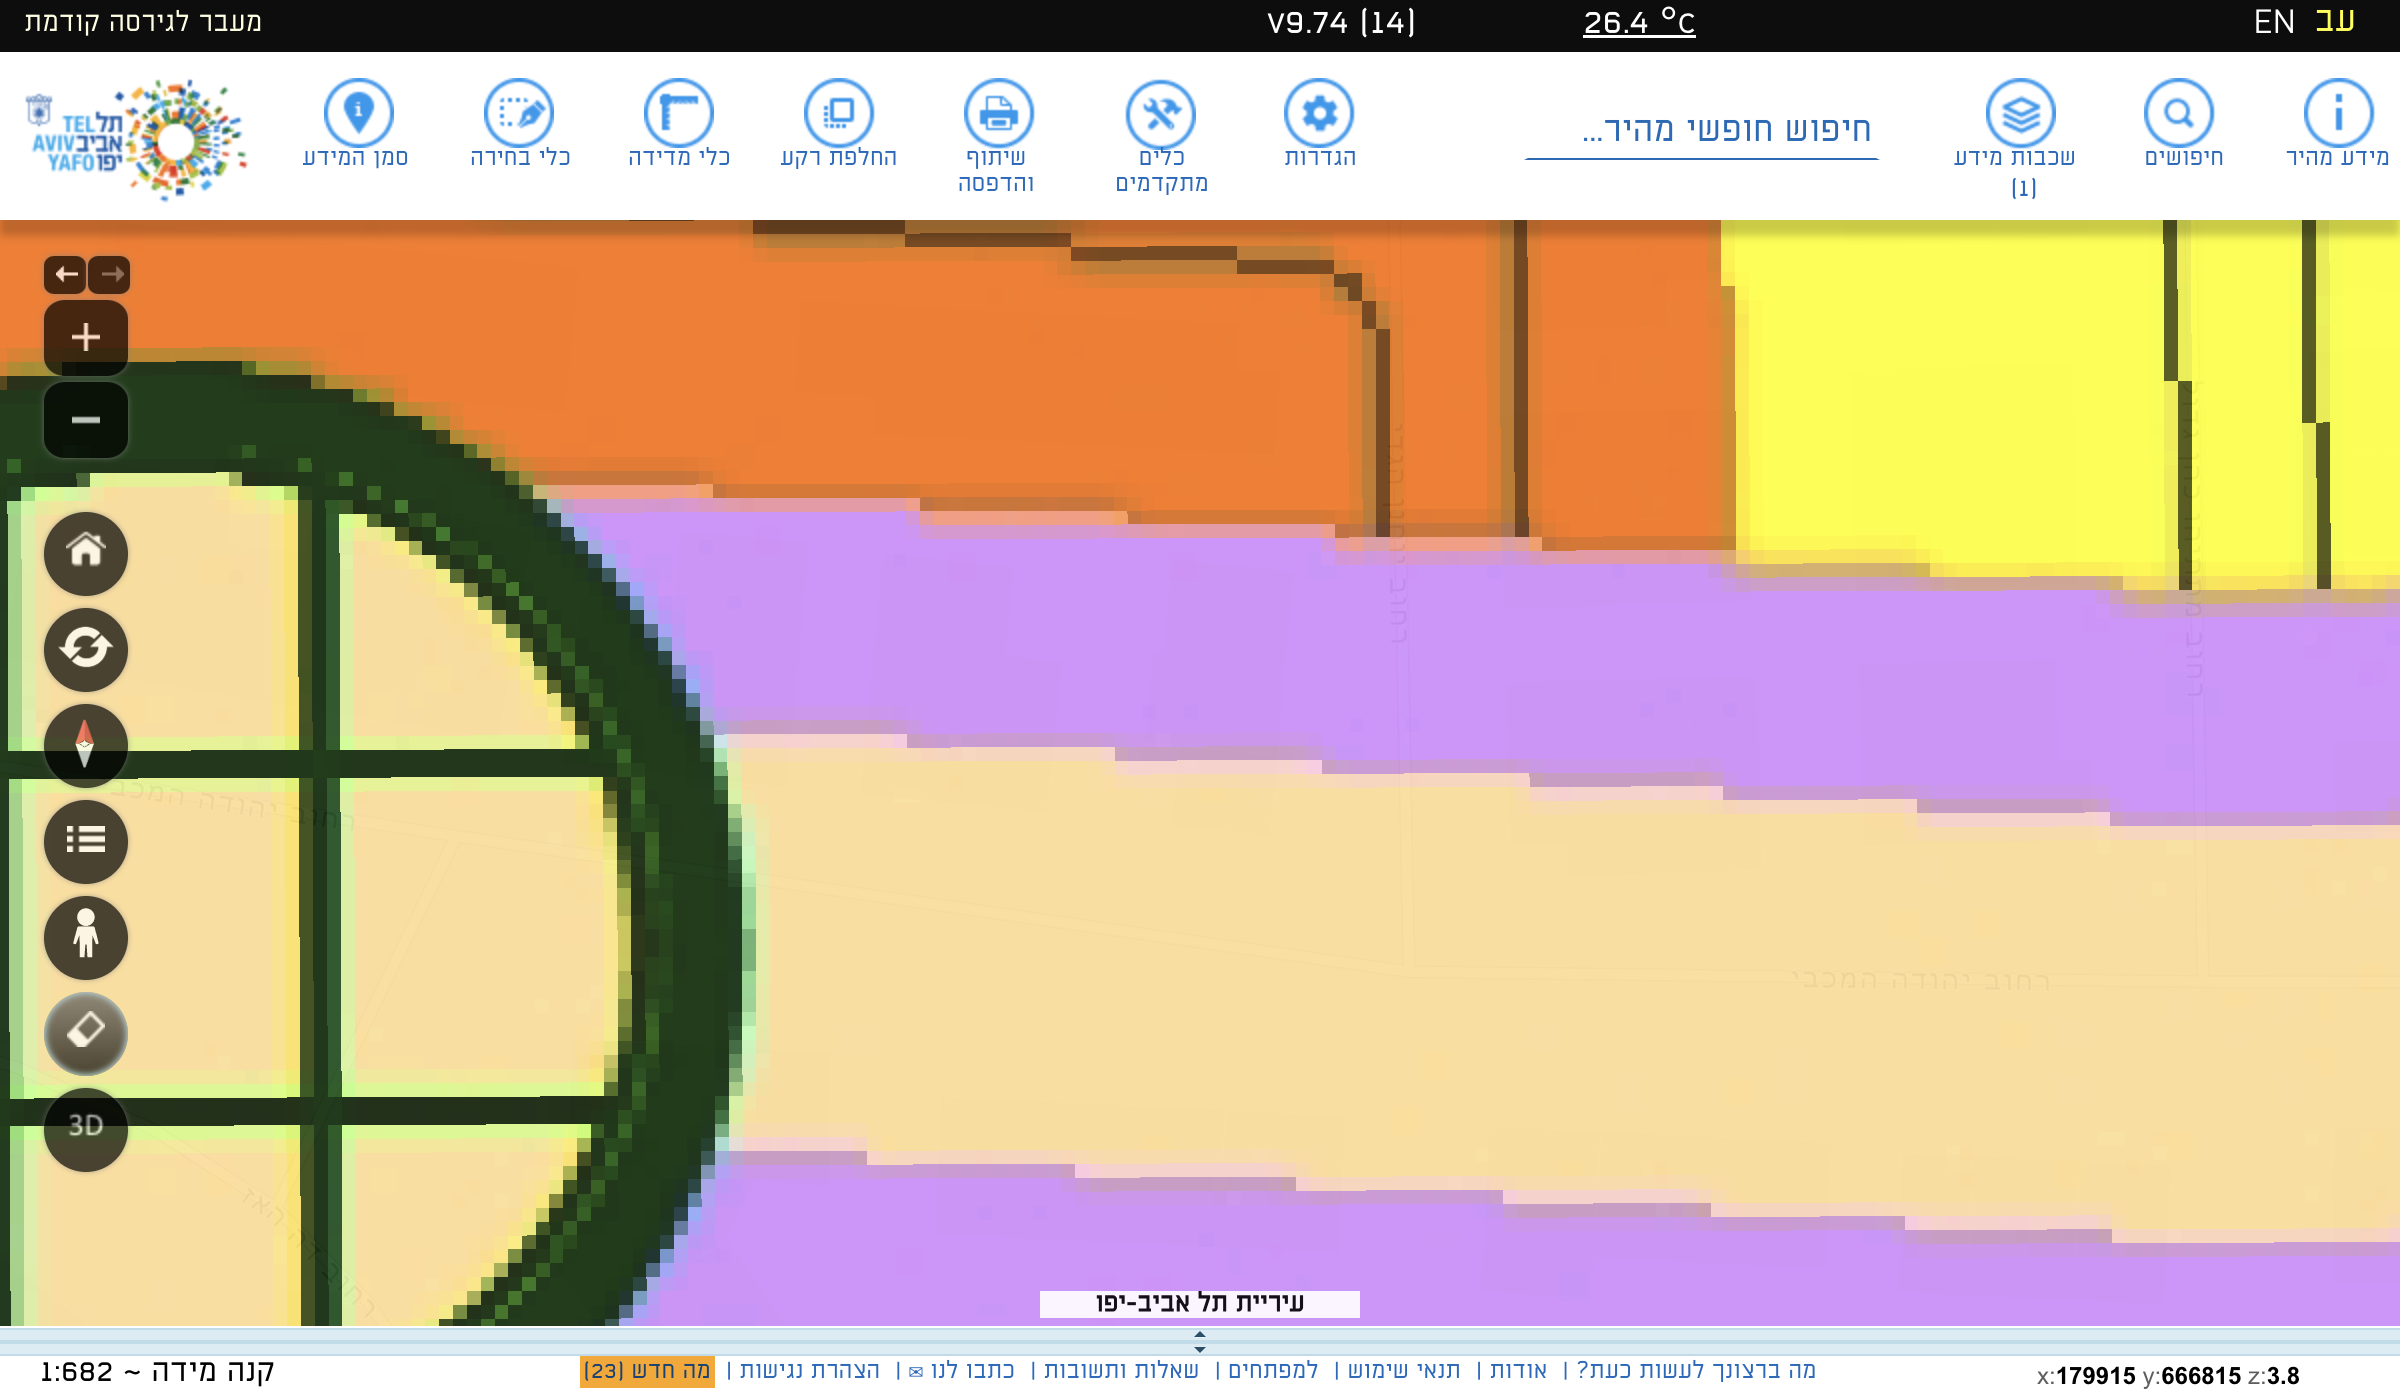 מעבר לגירסה קודמת
V9.74 (14)
26.4 °C
EN עב
תל TEL
אביב AVIV
יפו YAFO
סמן המידע
כלי בחירה
כלי מדידה
החלפת רקע
שיתוף
והדפסה
כלים
מתקדמים
הגדרות
חיפוש חופשי מהיר...
שכבות מידע
(1)
חיפושים
מידע מהיר
רחוב יהודה המכבי
רחוב יהודה המכבי
3D
עיריית תל אביב-יפו
קנה מידה ~ 1:682
מה ברצונך לעשות כעת? | אודות | תנאי שימוש | למפתחים | שאלות ותשובות | כתבו לנו ✉ | הצהרת נגישות | מה חדש (23)
x:179915 y:666815 z:3.8